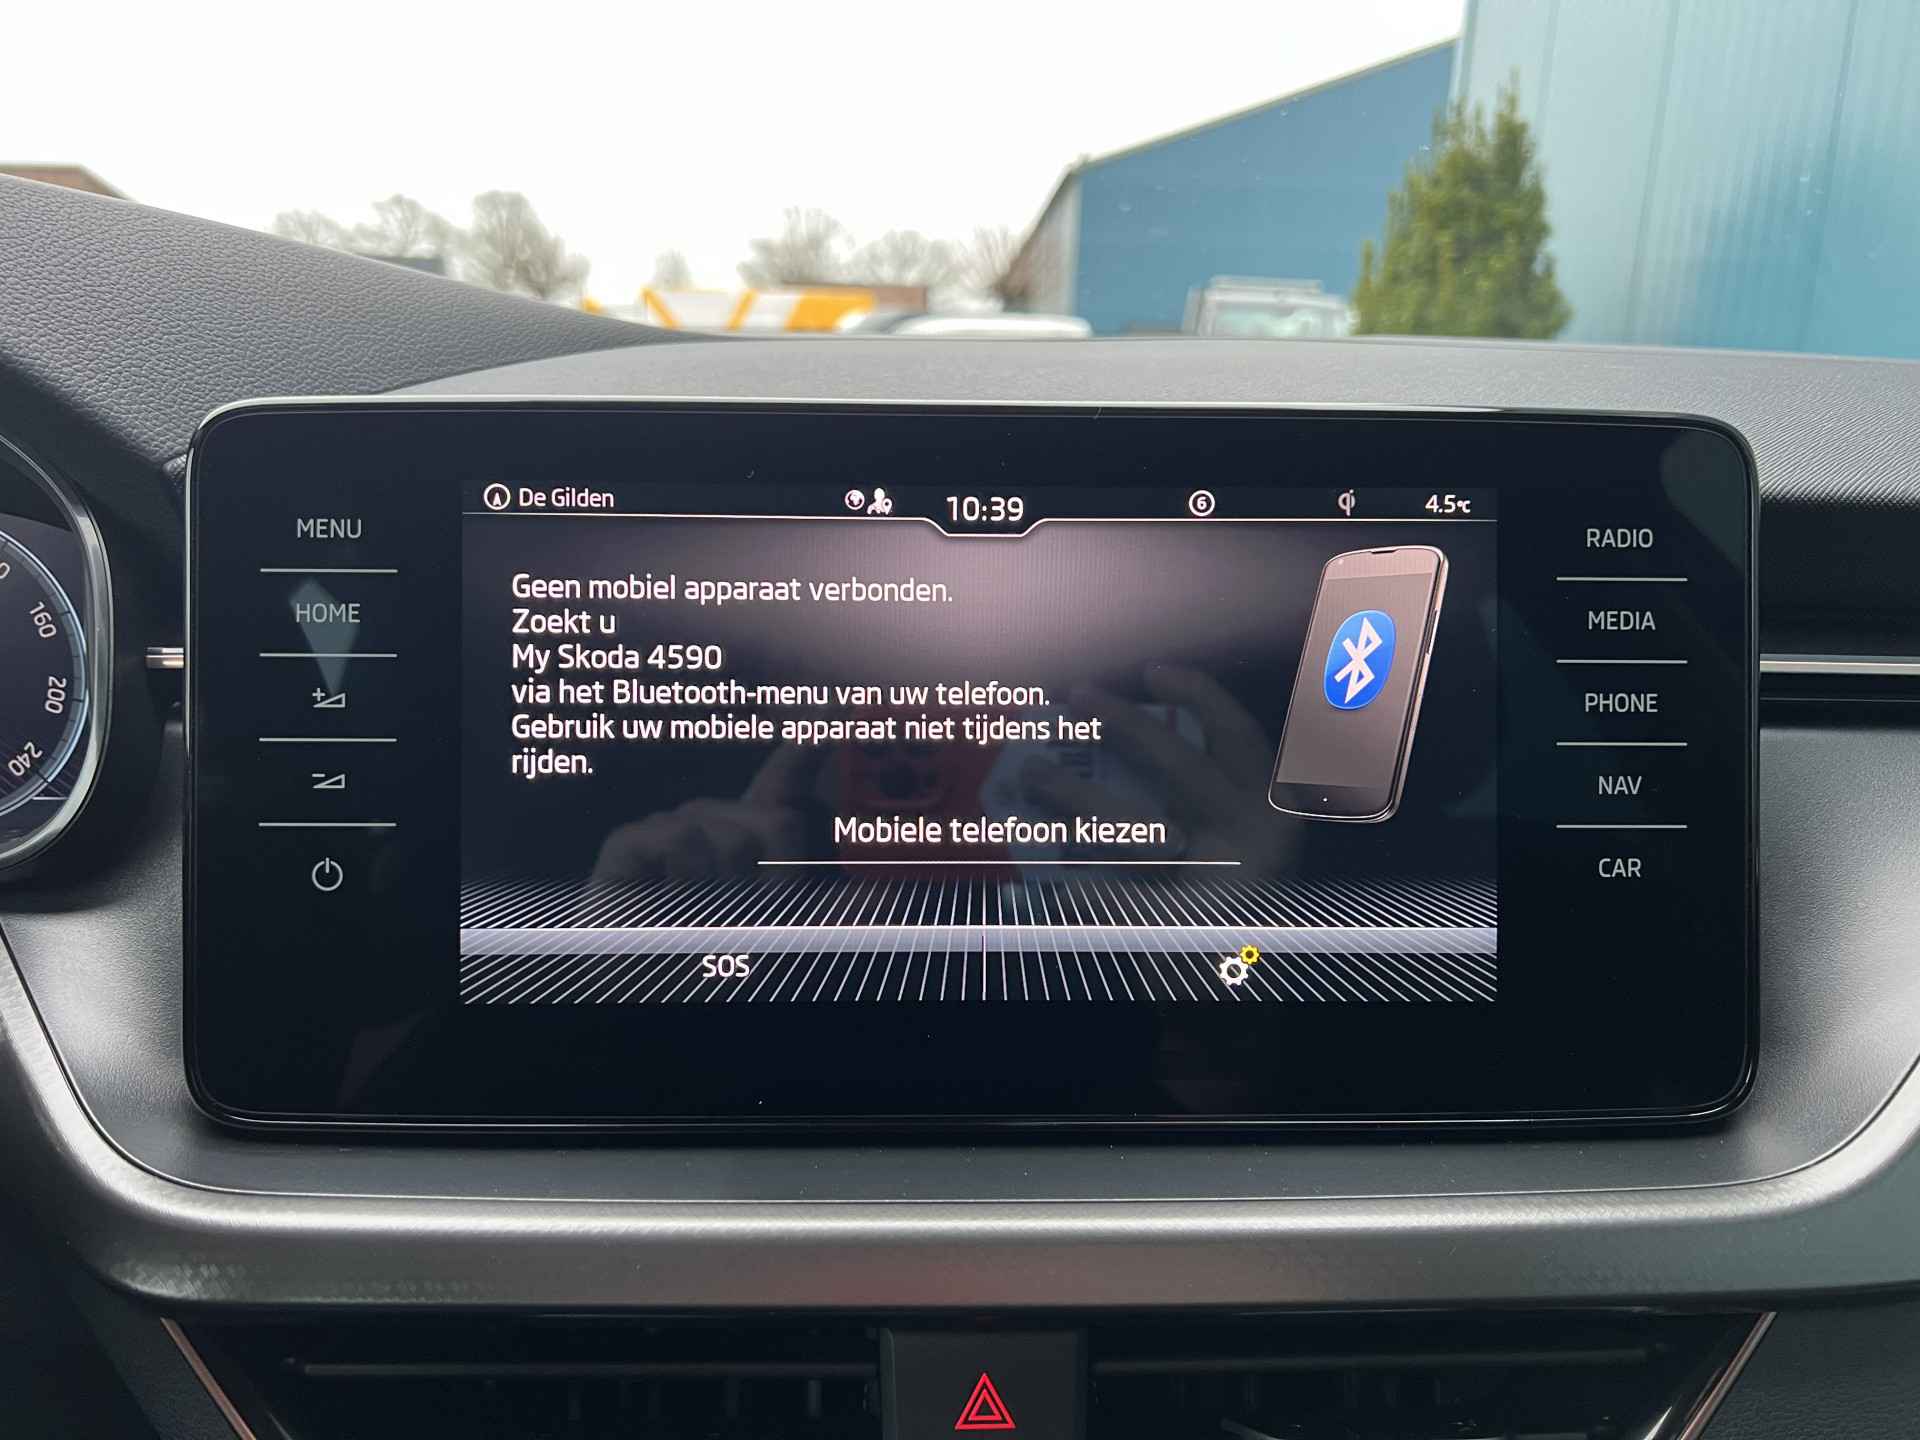 De Gilden
10:39
6
4.5°C
MENU
HOME
Geen mobiel apparaat verbonden.
Zoekt u
My Skoda 4590
via het Bluetooth-menu van uw telefoon.
Gebruik uw mobiele apparaat niet tijdens het
rijden.
Mobiele telefoon kiezen
SOS
RADIO
MEDIA
PHONE
NAV
CAR
160
200
240